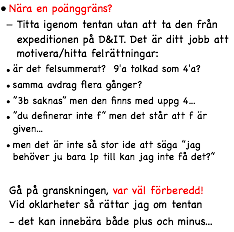 • Nära en poänggräns?
– Titta igenom tentan utan att ta den från
expeditionen på D&IT. Det är ditt jobb att
motivera/hitta felrättningar:
• är det felsummerat? 9'a tolkad som 4'a?
• samma avdrag flera gånger?
• "3b saknas" men den finns med uppg 4...
• "du definerar inte f" men det står att f är
given...
• men det är inte så stor ide att säga "jag
behöver ju bara 1p till kan jag inte få det?"
Gå på granskningen, var väl förberedd!
Vid oklarheter så rättar jag om tentan
– det kan innebära både plus och minus...